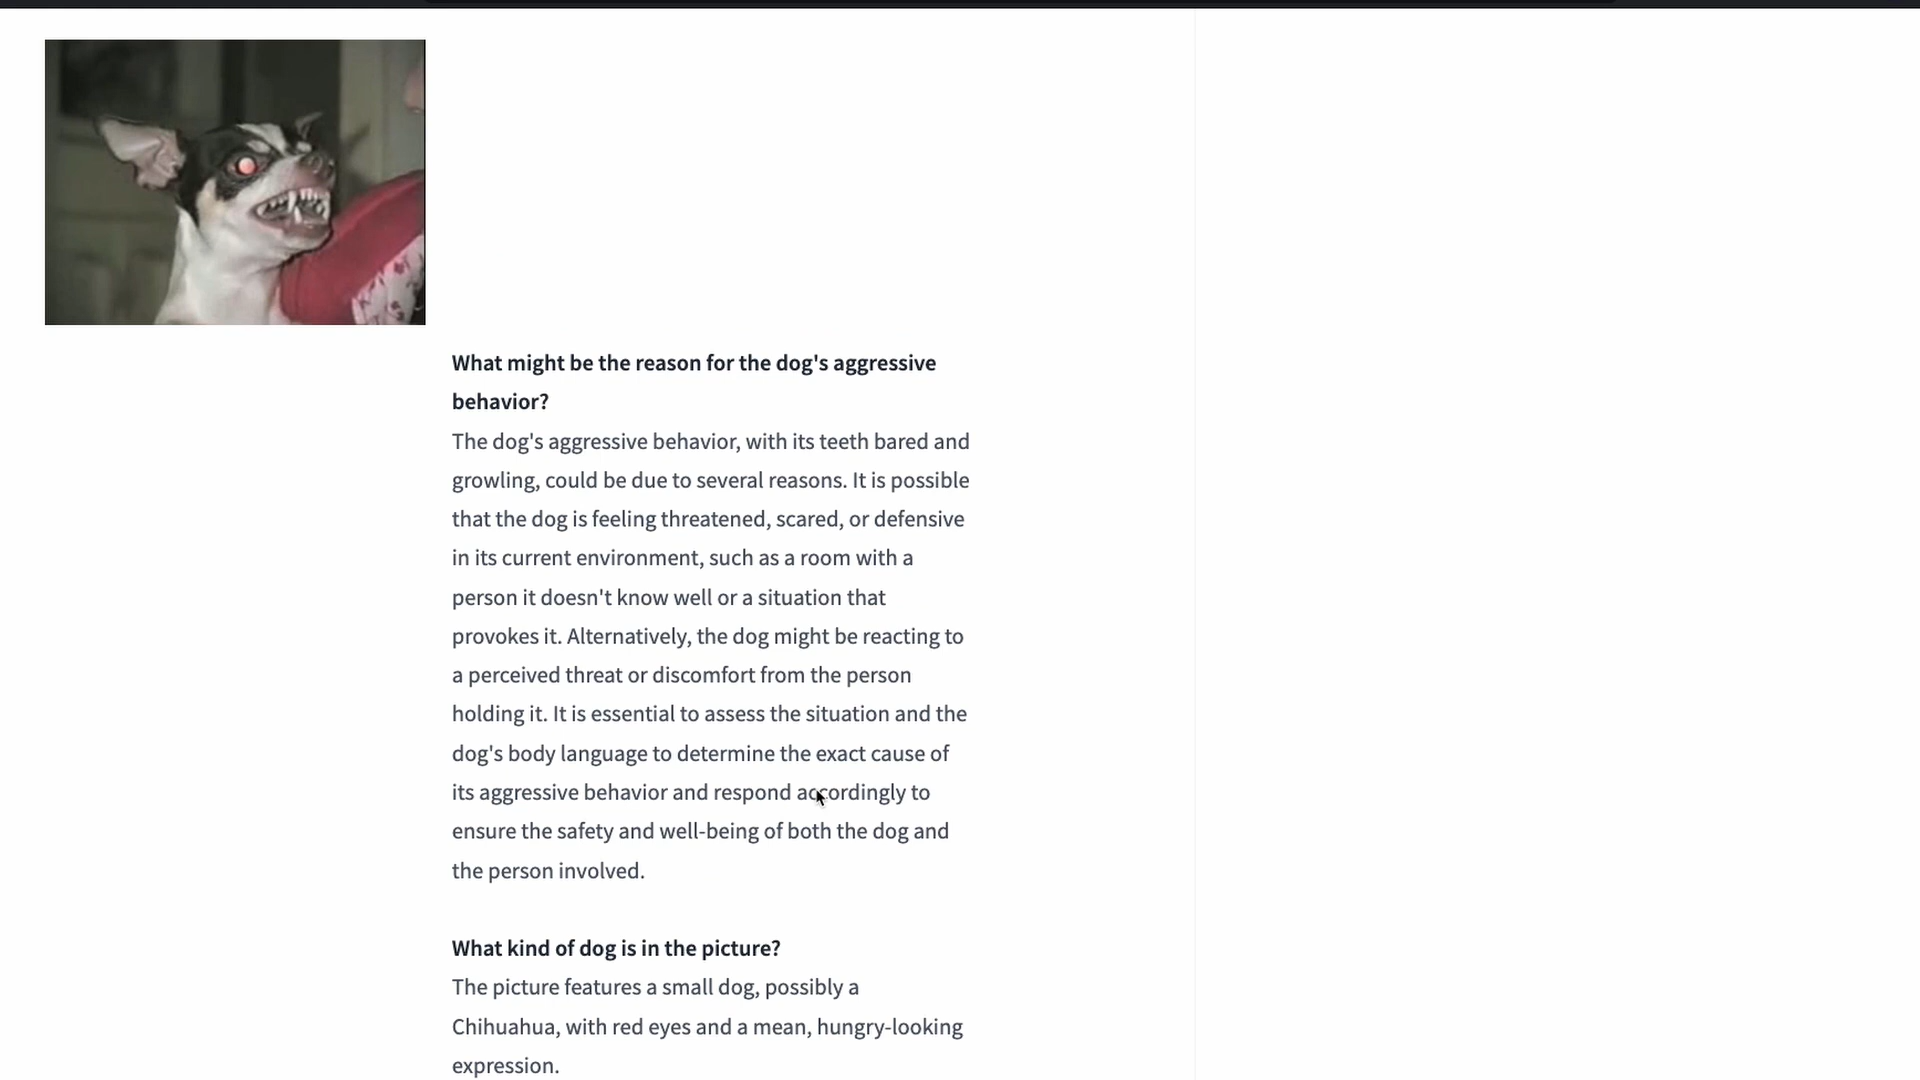 What might be the reason for the dog's aggressive
behavior?
The dog's aggressive behavior, with its teeth bared and
growling, could be due to several reasons. It is possible
that the dog is feeling threatened, scared, or defensive
in its current environment, such as a room with a
person it doesn't know well or a situation that
provokes it. Alternatively, the dog might be reacting to
a perceived threat or discomfort from the person
holding it. It is essential to assess the situation and the
dog's body language to determine the exact cause of
its aggressive behavior and respond accordingly to
ensure the safety and well-being of both the dog and
the person involved.
What kind of dog is in the picture?
The picture features a small dog, possibly a
Chihuahua, with red eyes and a mean, hungry-looking
expression.